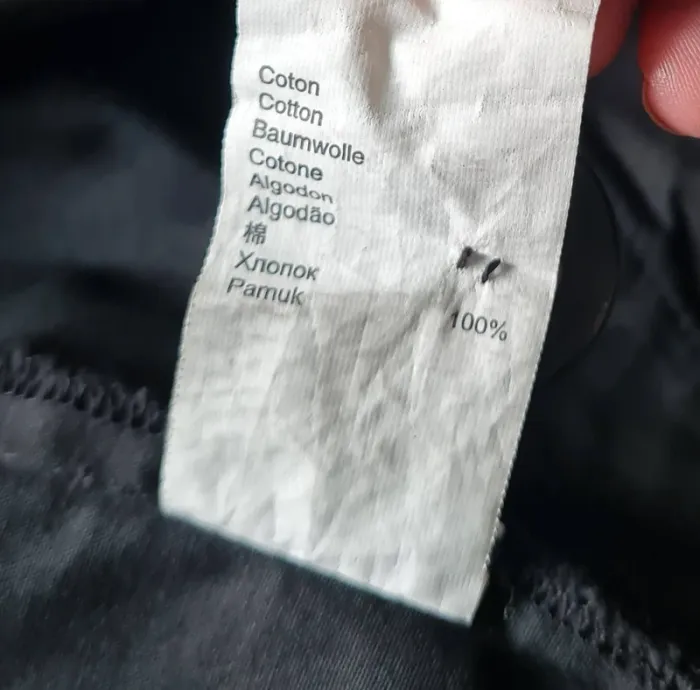 Coton
Cotton
Baumwolle
Cotone
Algodon
Algodão
棉
Хлопок
Pamuk
100%